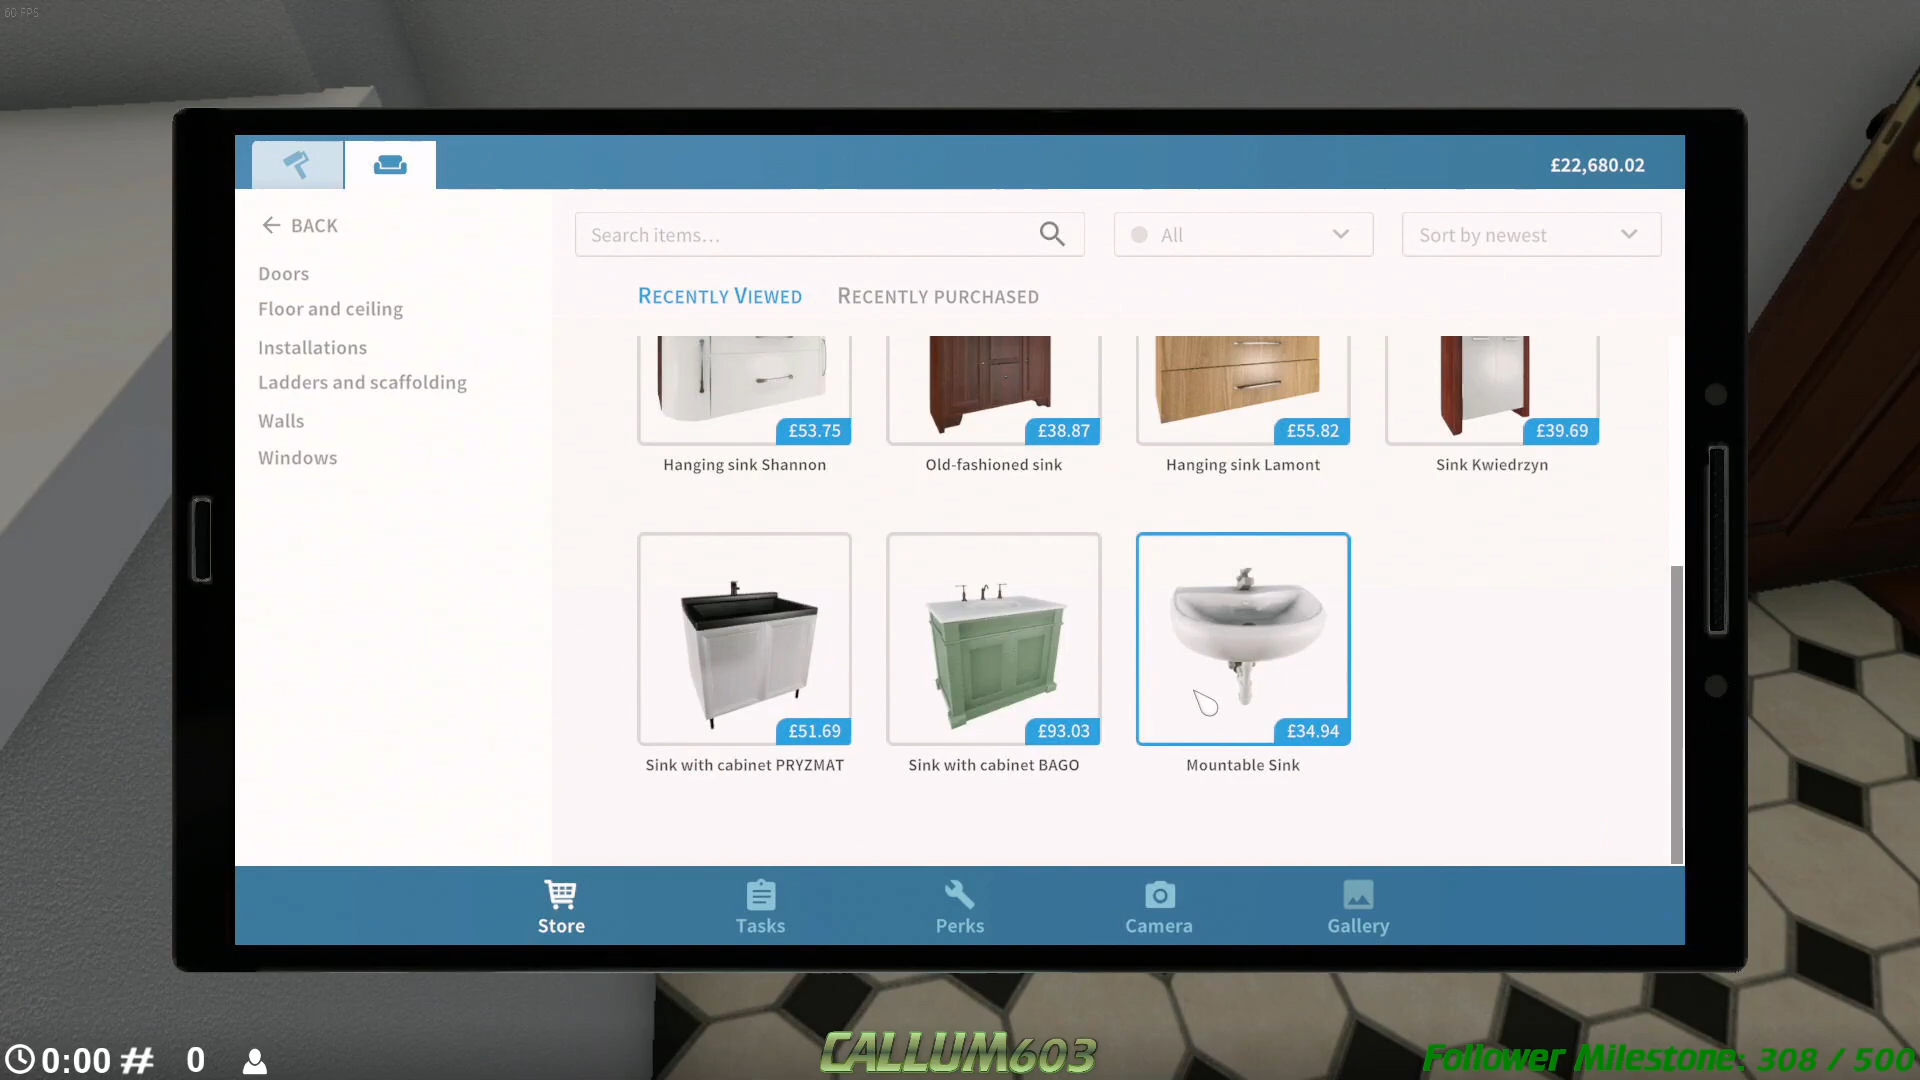 60 FPS
£22,680.02
BACK
Doors
Floor and ceiling
Installations
Ladders and scaffolding
Walls
Windows
Search items...
All
Sort by newest
RECENTLY VIEWED
RECENTLY PURCHASED
£53.75
£38.87
£55.82
£39.69
Hanging sink Shannon
Old-fashioned sink
Hanging sink Lamont
Sink Kwiedrzyn
£51.69
£93.03
£34.94
Sink with cabinet PRYZMAT
Sink with cabinet BAGO
Mountable Sink
Store
Tasks
Perks
Camera
Gallery
0:00 # 0
CALLUM603
Follower Milestone: 308 / 500